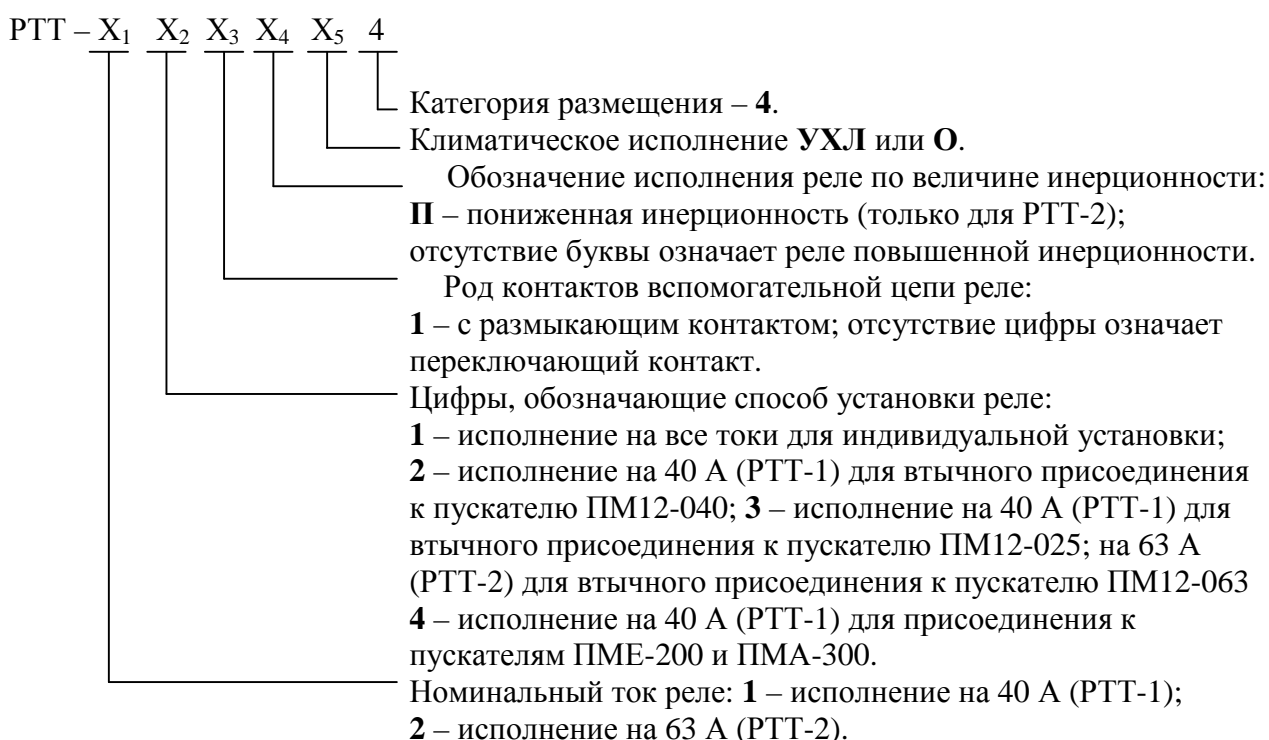 РТТ – Х₁ Х₂ Х₃ Х₄ Х₅ 4
Категория размещения – 4.
Климатическое исполнение УХЛ или О.
Обозначение исполнения реле по величине инерционности:
П – пониженная инерционность (только для РТТ-2);
отсутствие буквы означает реле повышенной инерционности.
Род контактов вспомогательной цепи реле:
1 – с размыкающим контактом; отсутствие цифры означает
переключающий контакт.
Цифры, обозначающие способ установки реле:
1 – исполнение на все токи для индивидуальной установки;
2 – исполнение на 40 А (РТТ-1) для втычного присоединения
к пускателю ПМ12-040; 3 – исполнение на 40 А (РТТ-1) для
втычного присоединения к пускателю ПМ12-025; на 63 А
(РТТ-2) для втычного присоединения к пускателю ПМ12-063
4 – исполнение на 40 А (РТТ-1) для присоединения к
пускателям ПМЕ-200 и ПМА-300.
Номинальный ток реле: 1 – исполнение на 40 А (РТТ-1);
2 – исполнение на 63 А (РТТ-2).